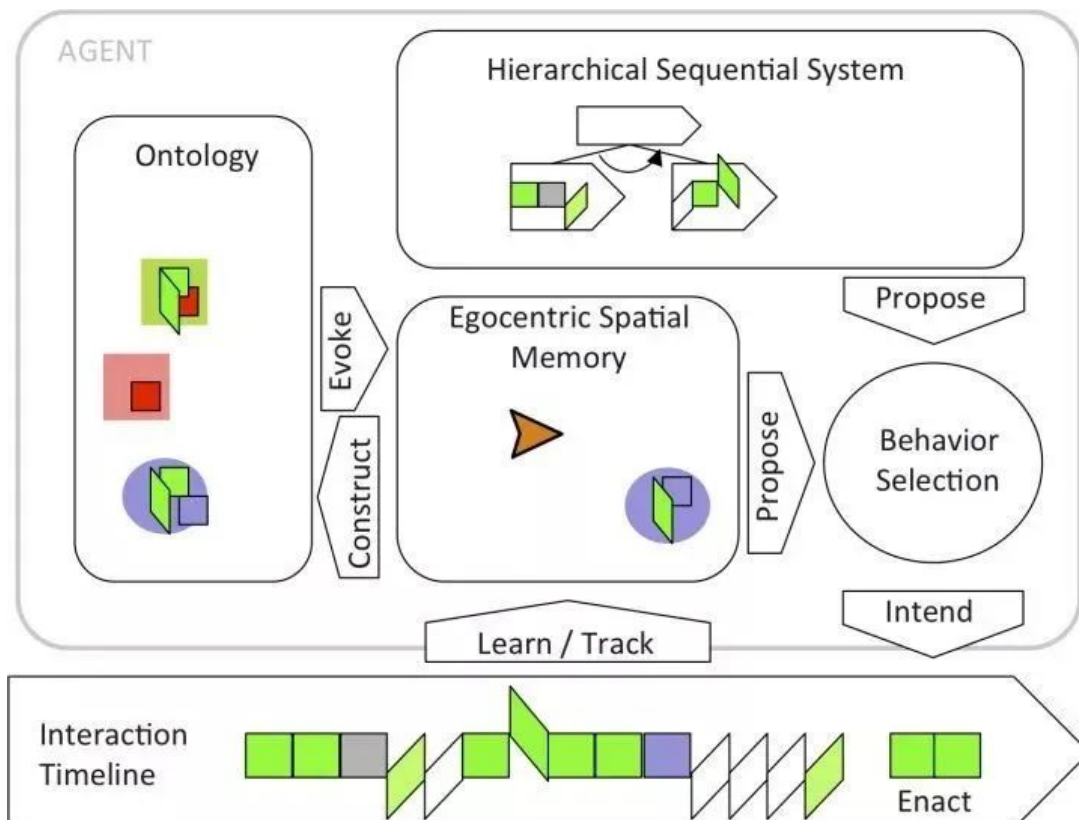 AGENT
Hierarchical Sequential System
Ontology
Propose
Evoke
Egocentric Spatial
Memory
Construct
Propose
Behavior
Selection
Intend
Learn / Track
Interaction
Timeline
Enact